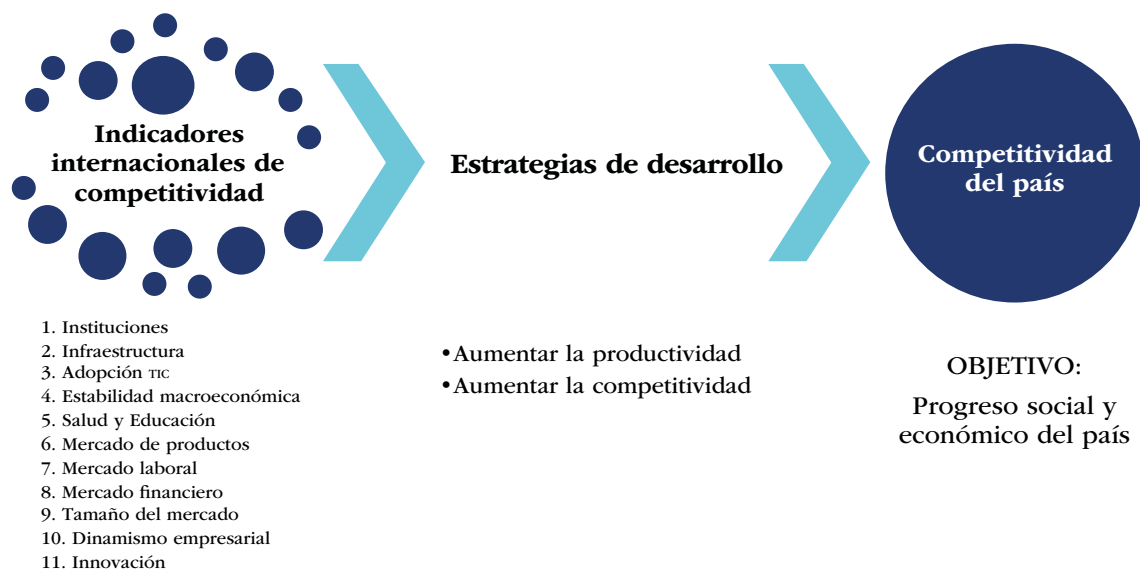 Indicadores
internacionales de
competitividad
1. Instituciones
2. Infraestructura
3. Adopción TIC
4. Estabilidad macroeconómica
5. Salud y Educación
6. Mercado de productos
7. Mercado laboral
8. Mercado financiero
9. Tamaño del mercado
10. Dinamismo empresarial
11. Innovación
Estrategias de desarrollo
•Aumentar la productividad
•Aumentar la competitividad
Competitividad
del país
OBJETIVO:
Progreso social y
económico del país